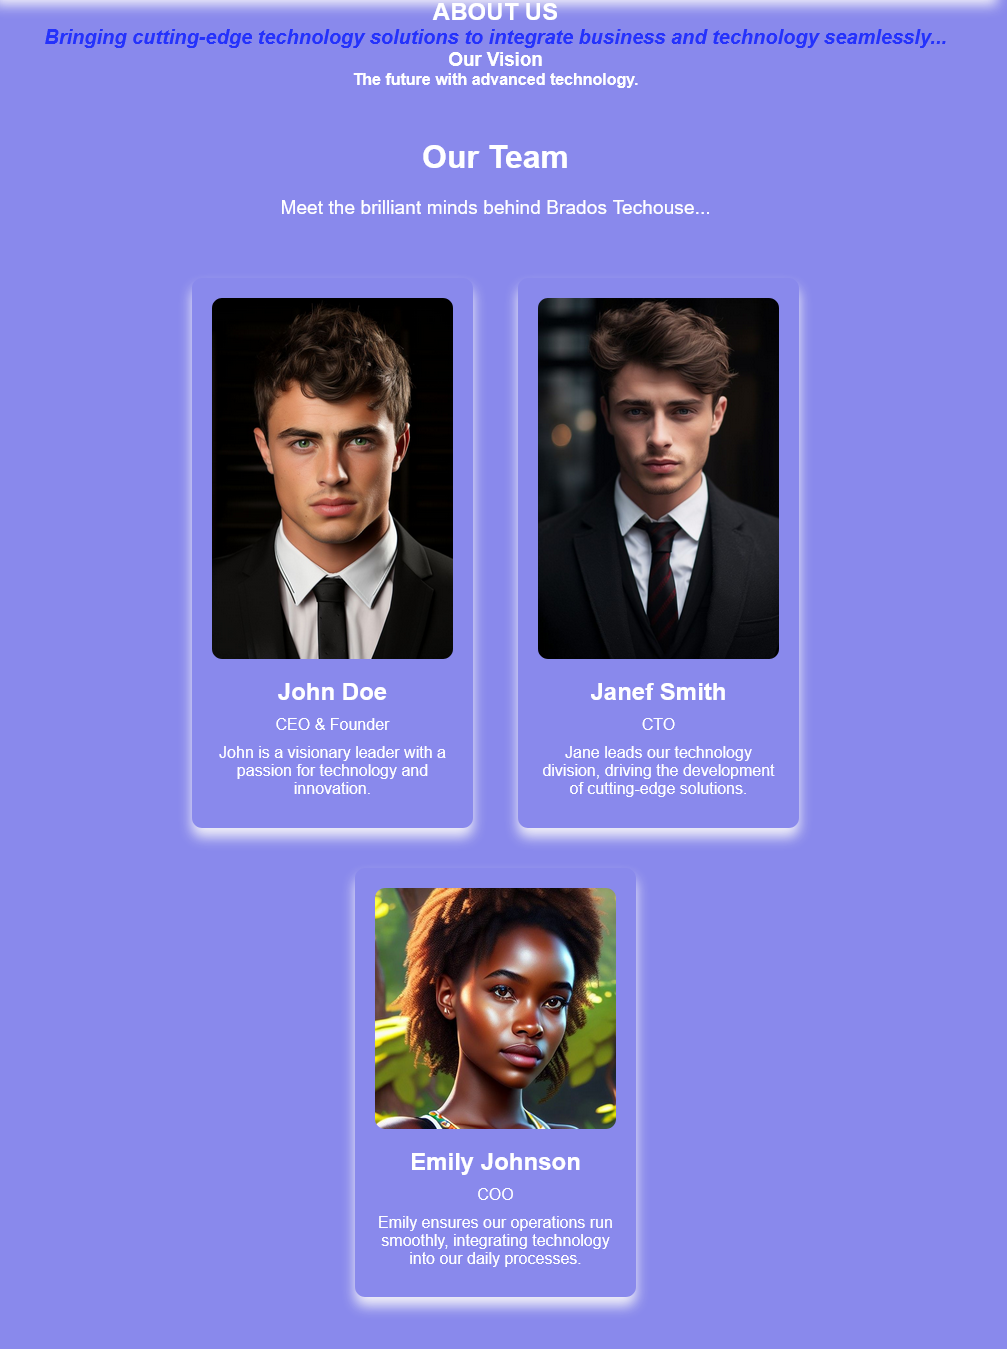 ABOUT US
Bringing cutting-edge technology solutions to integrate business and technology seamlessly...
Our Vision
The future with advanced technology.
Our Team
Meet the brilliant minds behind Brados Techouse...
John Doe
CEO & Founder
John is a visionary leader with a
passion for technology and
innovation.
Janef Smith
CTO
Jane leads our technology
division, driving the development
of cutting-edge solutions.
Emily Johnson
COO
Emily ensures our operations run
smoothly, integrating technology
into our daily processes.